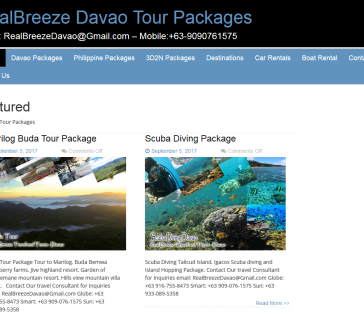 alBreeze Davao Tour Packages
: RealBreezeDavao@Gmail.com – Mobile:+63-9090761575
Davao Packages Philippine Packages 3D2N Packages Destinations Car Rentals Boat Rental Conta
Us
tured
Tour Packages
rilog Buda Tour Package
ptember 5, 2017 Comments Off
Tour Package Tour to Marilog, Buda Bemwa
berry farms, Jive highland resort, Garden of
emane mountain resort, Hills view mountain villa
. Contact Our travel Consultant for Inquiries
RealBreezeDavao@Gmail.com Globe: +63
755-8473 Smart: +63 909-076-1575 Sun: +63
89-5358
Scuba Diving Package
September 5, 2017 Comments Off
Scuba Diving
Scuba Diving Talicud Island, Igacos Scuba diving and
Island Hopping Package. Contact Our travel Consultant
for Inquiries email: RealBreezeDavao@Gmail.com Globe:
+63 916-755-8473 Smart: +63 909-076-1575 Sun: +63
933-089-5358
Read More >>